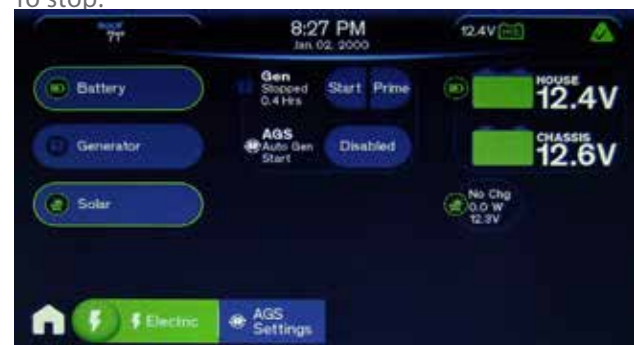 To stop:
ROOF
71°
8:27 PM
Jan. 02, 2000
12.4V
Battery
Gen
Stopped
0.4 Hrs
Start
Prime
HOUSE
12.4V
Generator
AGS
Auto Gen
Start
Disabled
CHASSIS
12.6V
Solar
No Chg
0.0 W
12.3V
Electric
AGS
Settings